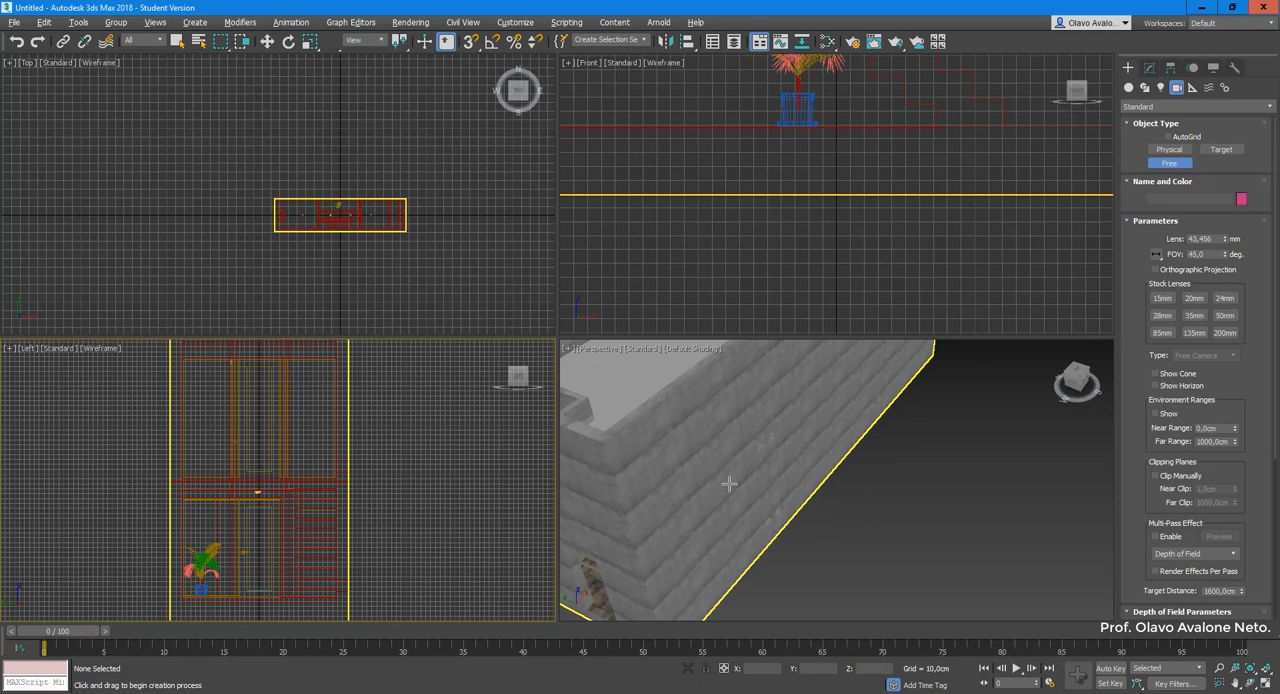 Untitled - Autodesk 3ds Max 2018 - Student Version
File Edit Tools Group Views Create Modifiers Animation Graph Editors Rendering Civil View Customize Scripting Content Arnold Help
Olavo Avalon... Workspaces: Default
All View Create Selection Se
[+] [Top] [Standard] [Wireframe]
N
W E
S
TOP
[+] [Front] [Standard] [Wireframe]
[+] [Left] [Standard] [Wireframe]
[+] [Perspective] [Standard] [Default Shading]
Standard
Object Type
AutoGrid
Physical Target
Free
Name and Color
Parameters
Lens: 43,456 mm
FOV: 45,0 deg.
Orthographic Projection
Stock Lenses
15mm 20mm 24mm
28mm 35mm 50mm
85mm 135mm 200mm
Type: Free Camera
Show Cone
Show Horizon
Environment Ranges
Show
Near Range: 0,0cm
Far Range: 1000,0cm
Clipping Planes
Clip Manually
Near Clip: 1,0cm
Far Clip: 1000,0cm
Multi-Pass Effect
Enable Preview
Depth of Field
Render Effects Per Pass
Target Distance: 1600,0cm
Depth of Field Parameters
Prof. Olavo Avalone Neto.
0 / 100
0 5 10 15 20 25 30 35 40 45 50 55 60 65 70 75 80 85 90 95 100
None Selected
X: Y: Z: Grid = 10,0cm
Auto Key Selected
MAXScript Mi
Click and drag to begin creation process
Add Time Tag
0
Set Key Key Filters...